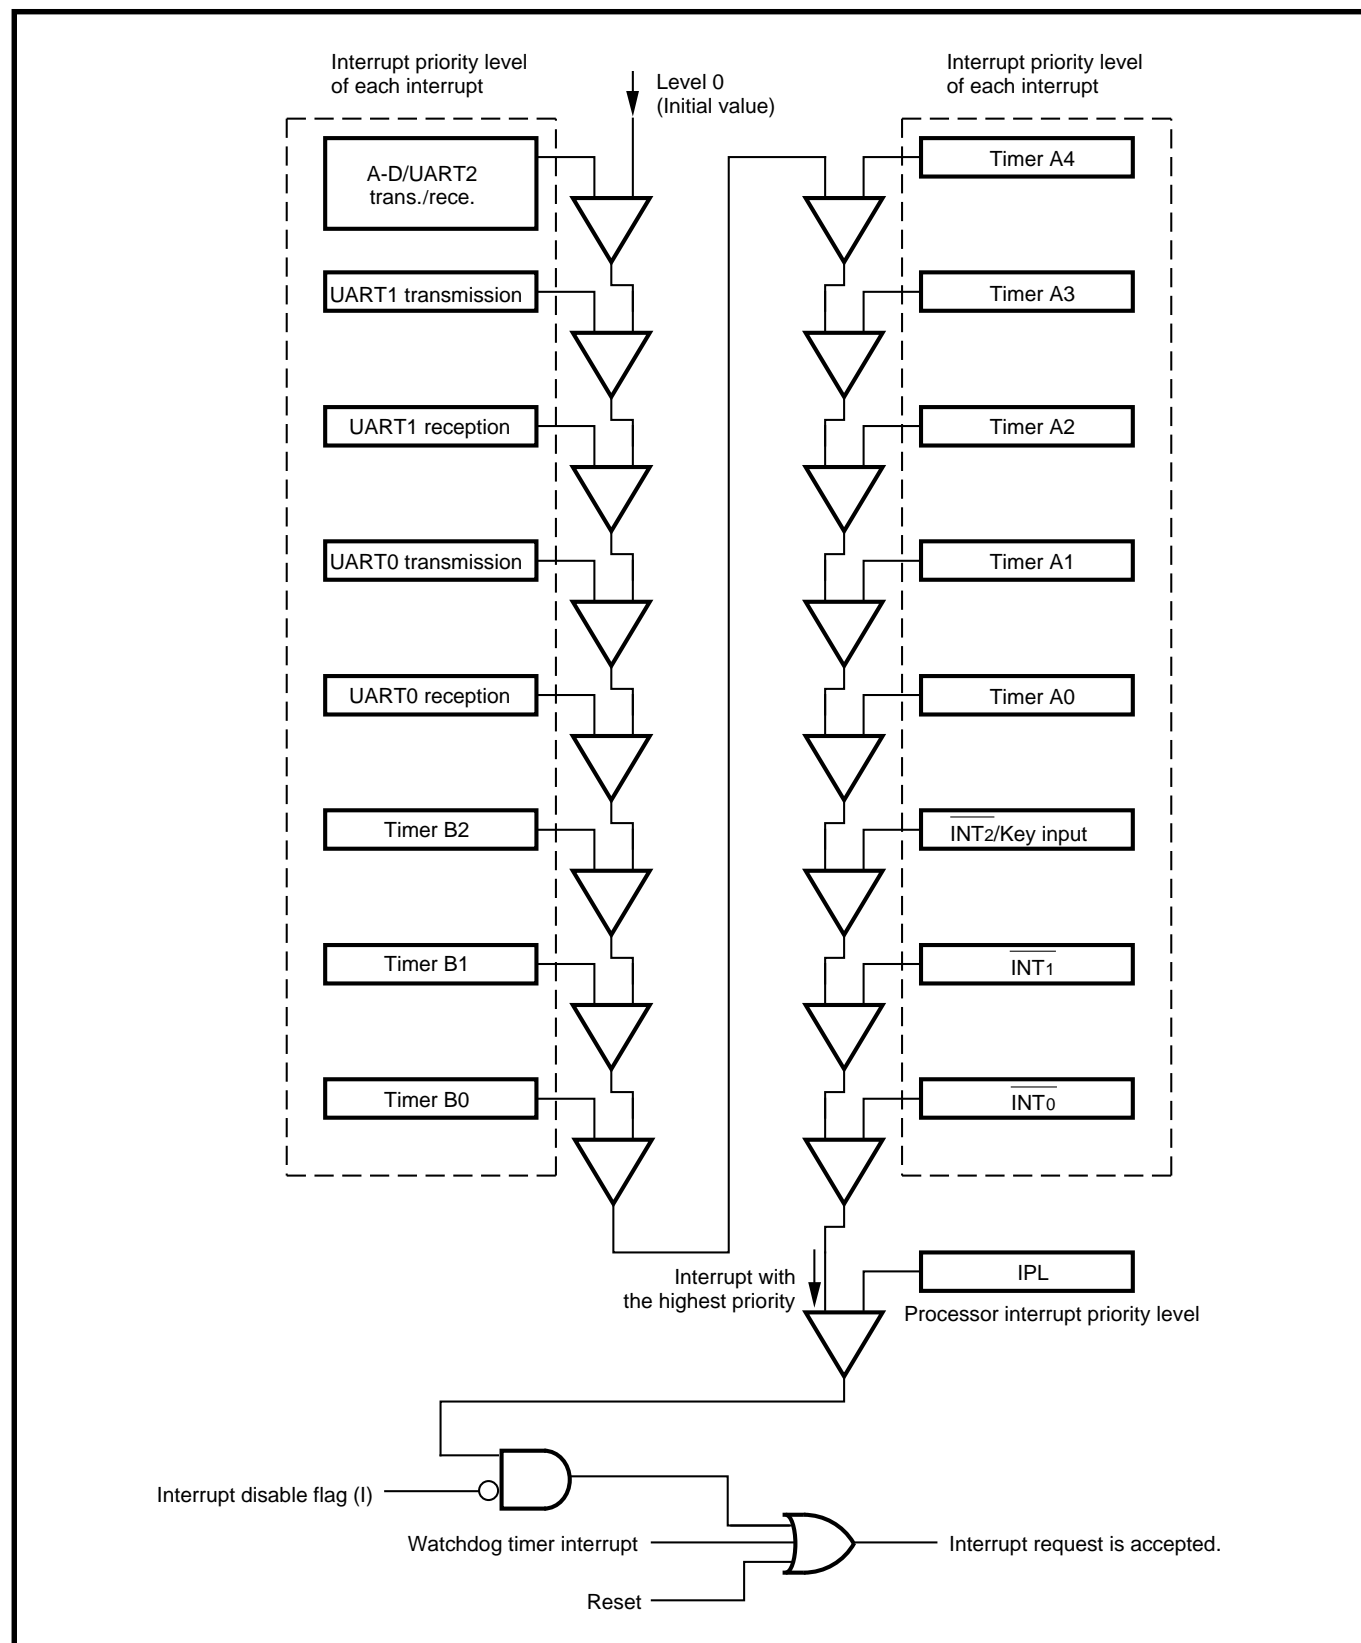 Interrupt priority level
of each interrupt
Level 0
(Initial value)
Interrupt priority level
of each interrupt
A-D/UART2
trans./rece.
Timer A4
UART1 transmission
Timer A3
UART1 reception
Timer A2
UART0 transmission
Timer A1
UART0 reception
Timer A0
Timer B2
INT2/Key input
Timer B1
INT1
Timer B0
INT0
Interrupt with
the highest priority
IPL
Processor interrupt priority level
Interrupt disable flag (I)
Watchdog timer interrupt
Interrupt request is accepted.
Reset